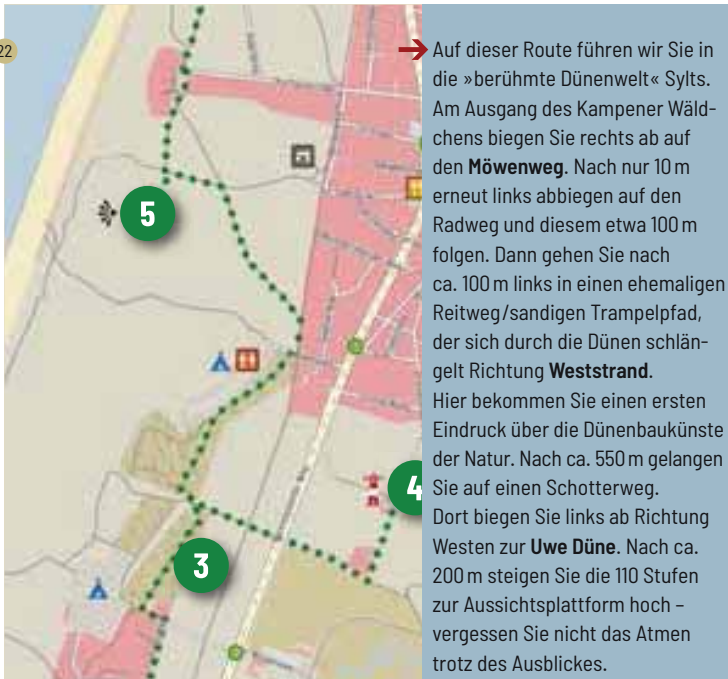 22
5
4
3
Auf dieser Route führen wir Sie in
die »berühmte Dünenwelt« Sylts.
Am Ausgang des Kampener Wäld-
chens biegen Sie rechts ab auf
den Möwenweg. Nach nur 10 m
erneut links abbiegen auf den
Radweg und diesem etwa 100 m
folgen. Dann gehen Sie nach
ca. 100 m links in einen ehemaligen
Reitweg/sandigen Trampelpfad,
der sich durch die Dünen schlän-
gelt Richtung Weststrand.
Hier bekommen Sie einen ersten
Eindruck über die Dünenbaukünste
der Natur. Nach ca. 550 m gelangen
Sie auf einen Schotterweg.
Dort biegen Sie links ab Richtung
Westen zur Uwe Düne. Nach ca.
200 m steigen Sie die 110 Stufen
zur Aussichtsplattform hoch –
vergessen Sie nicht das Atmen
trotz des Ausblickes.